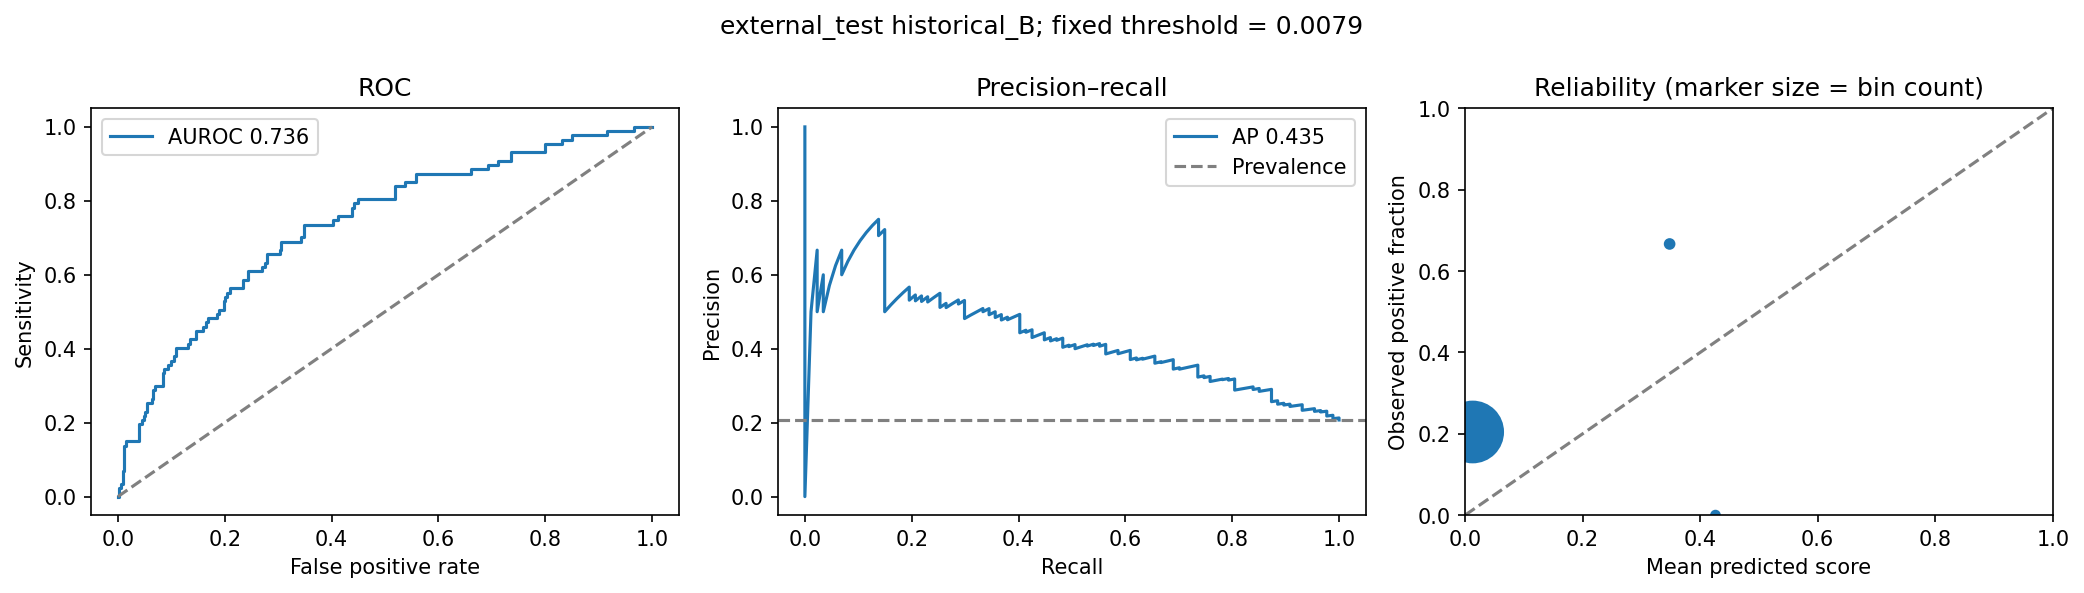 external_test historical_B; fixed threshold = 0.0079
ROC
AUROC 0.736
Sensitivity
1.0
0.8
0.6
0.4
0.2
0.0
0.0 0.2 0.4 0.6 0.8 1.0
False positive rate
Precision–recall
AP 0.435
Prevalence
Precision
1.0
0.8
0.6
0.4
0.2
0.0
0.0 0.2 0.4 0.6 0.8 1.0
Recall
Reliability (marker size = bin count)
Observed positive fraction
1.0
0.8
0.6
0.4
0.2
0.0
0.0 0.2 0.4 0.6 0.8 1.0
Mean predicted score